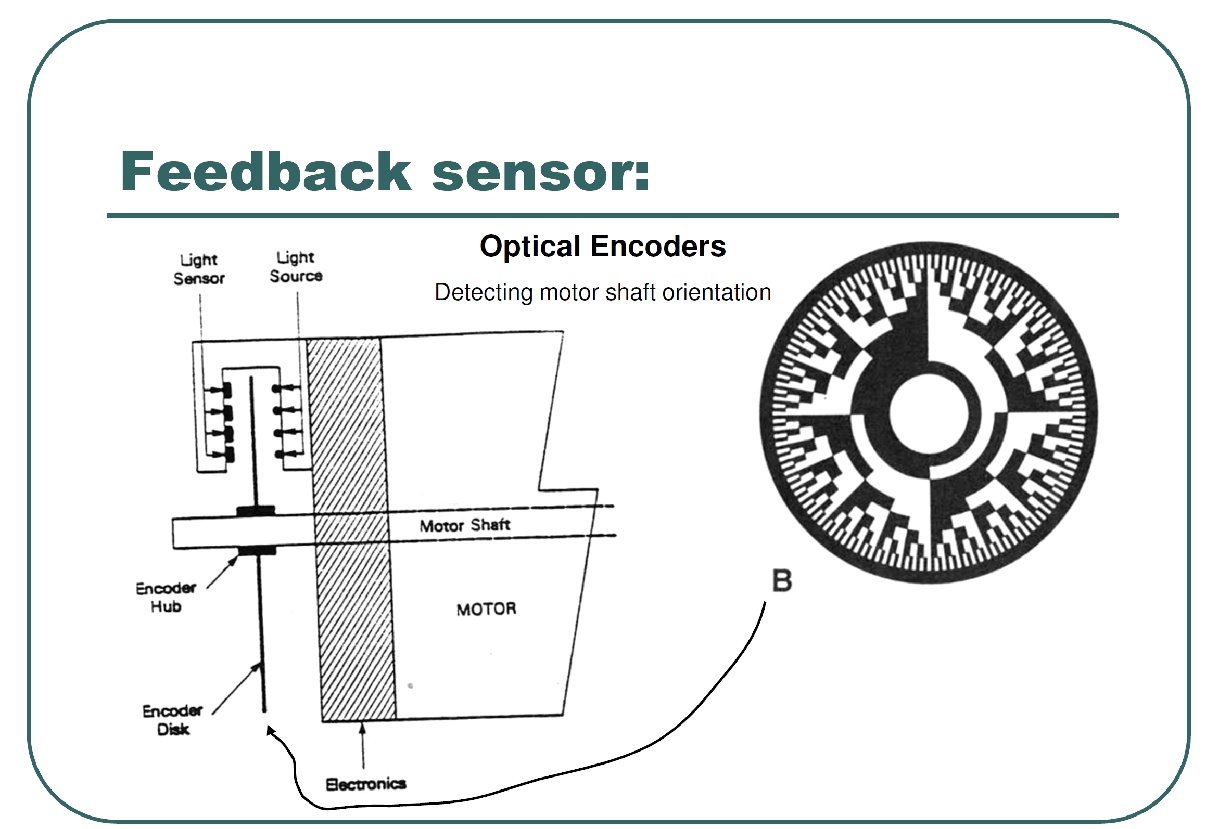 Feedback sensor:
Optical Encoders
Detecting motor shaft orientation
Light
Sensor
Light
Source
Motor Shaft
Encoder
Hub
MOTOR
B
Encoder
Disk
Electronics